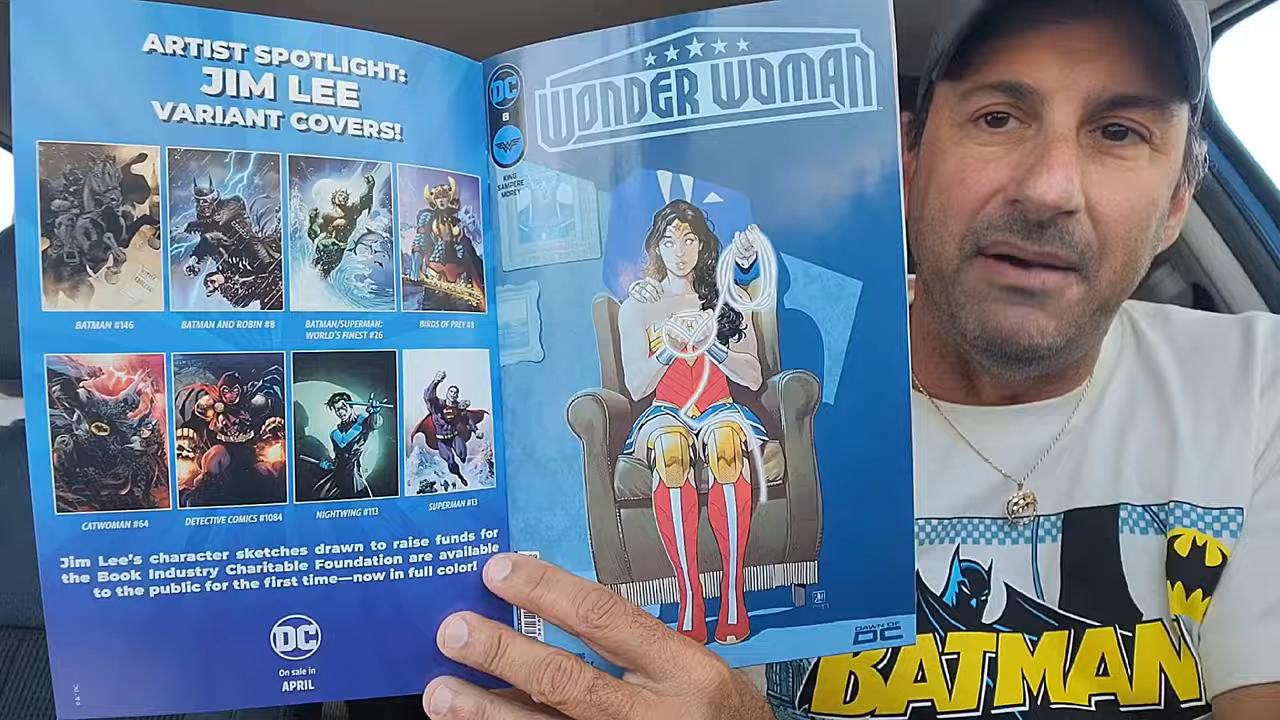 ARTIST SPOTLIGHT:
JIM LEE
VARIANT COVERS!
BATMAN #146
BATMAN AND ROBIN #8
BATMAN/SUPERMAN:
WORLD'S FINEST #26
BIRDS OF PREY #8
CATWOMAN #64
DETECTIVE COMICS #1084
NIGHTWING #113
SUPERMAN #13
Jim Lee's character sketches drawn to raise funds for
the Book Industry Charitable Foundation are available
to the public for the first time—now in full color!
DC
On sale in
APRIL
DC
8
KING
SAMPERE
MOREY
WONDER WOMAN
DAWN OF
DC
BATMAN